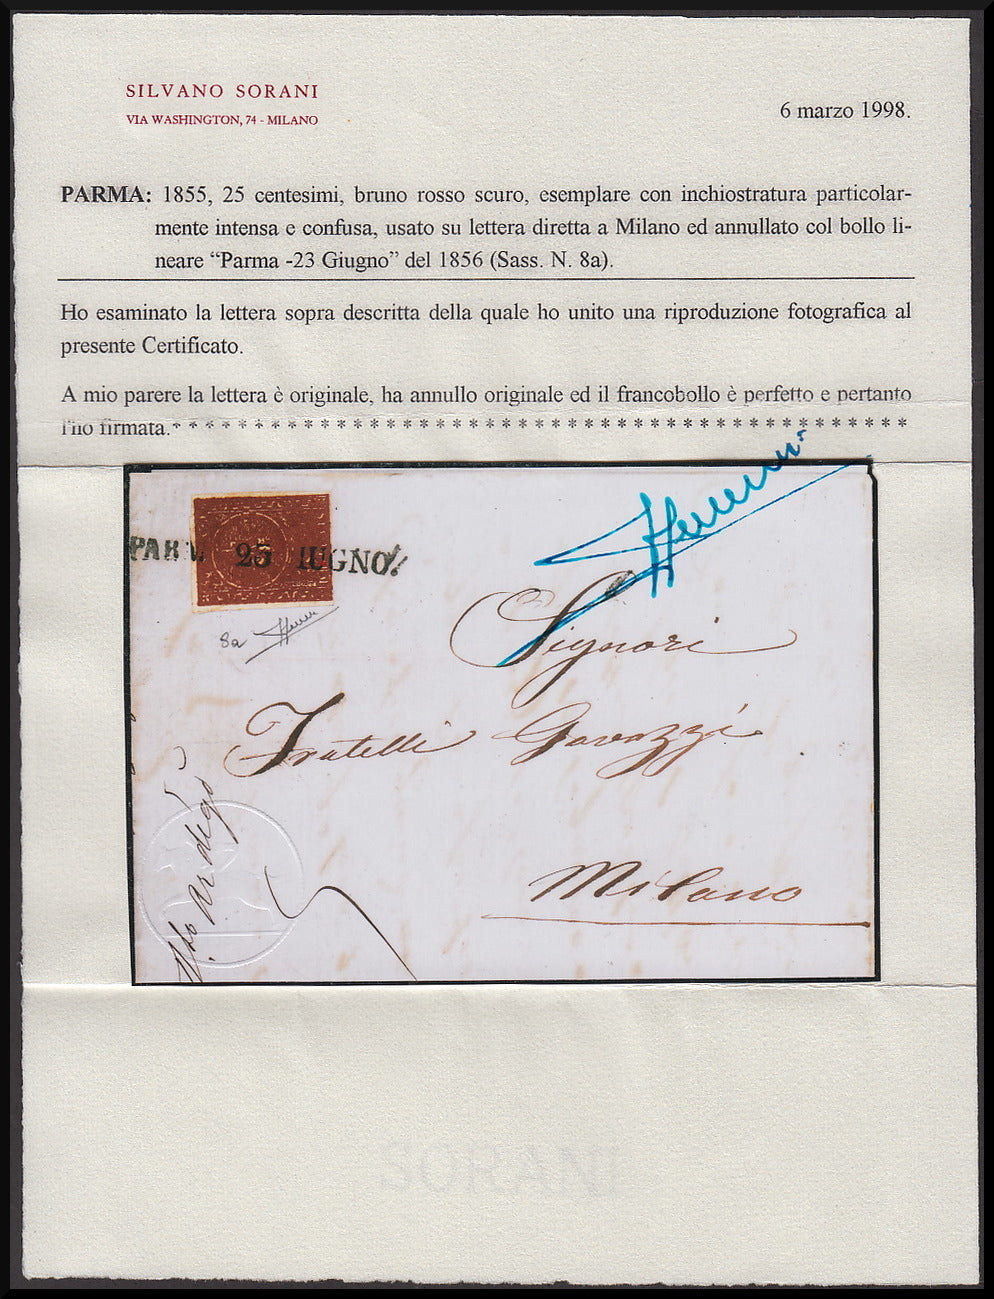 SILVANO SORANI
VIA WASHINGTON, 74 - MILANO
6 marzo 1998.
PARMA: 1855, 25 centesimi, bruno rosso scuro, esemplare con inchiostratura particolar-
mente intensa e confusa, usato su lettera diretta a Milano ed annullato col bollo li-
neare “Parma -23 Giugno” del 1856 (Sass. N. 8a).
Ho esaminato la lettera sopra descritta della quale ho unito una riproduzione fotografica al
presente Certificato.
A mio parere la lettera è originale, ha annullo originale ed il francobollo è perfetto e pertanto
l'ho firmata.* * * * * * * * * * * * * * * * * * * * * * * * * * * * * * * * * * * * * * * * * * * * *
8a
Signori
Fratelli Gavazzi
Milano
SORANI